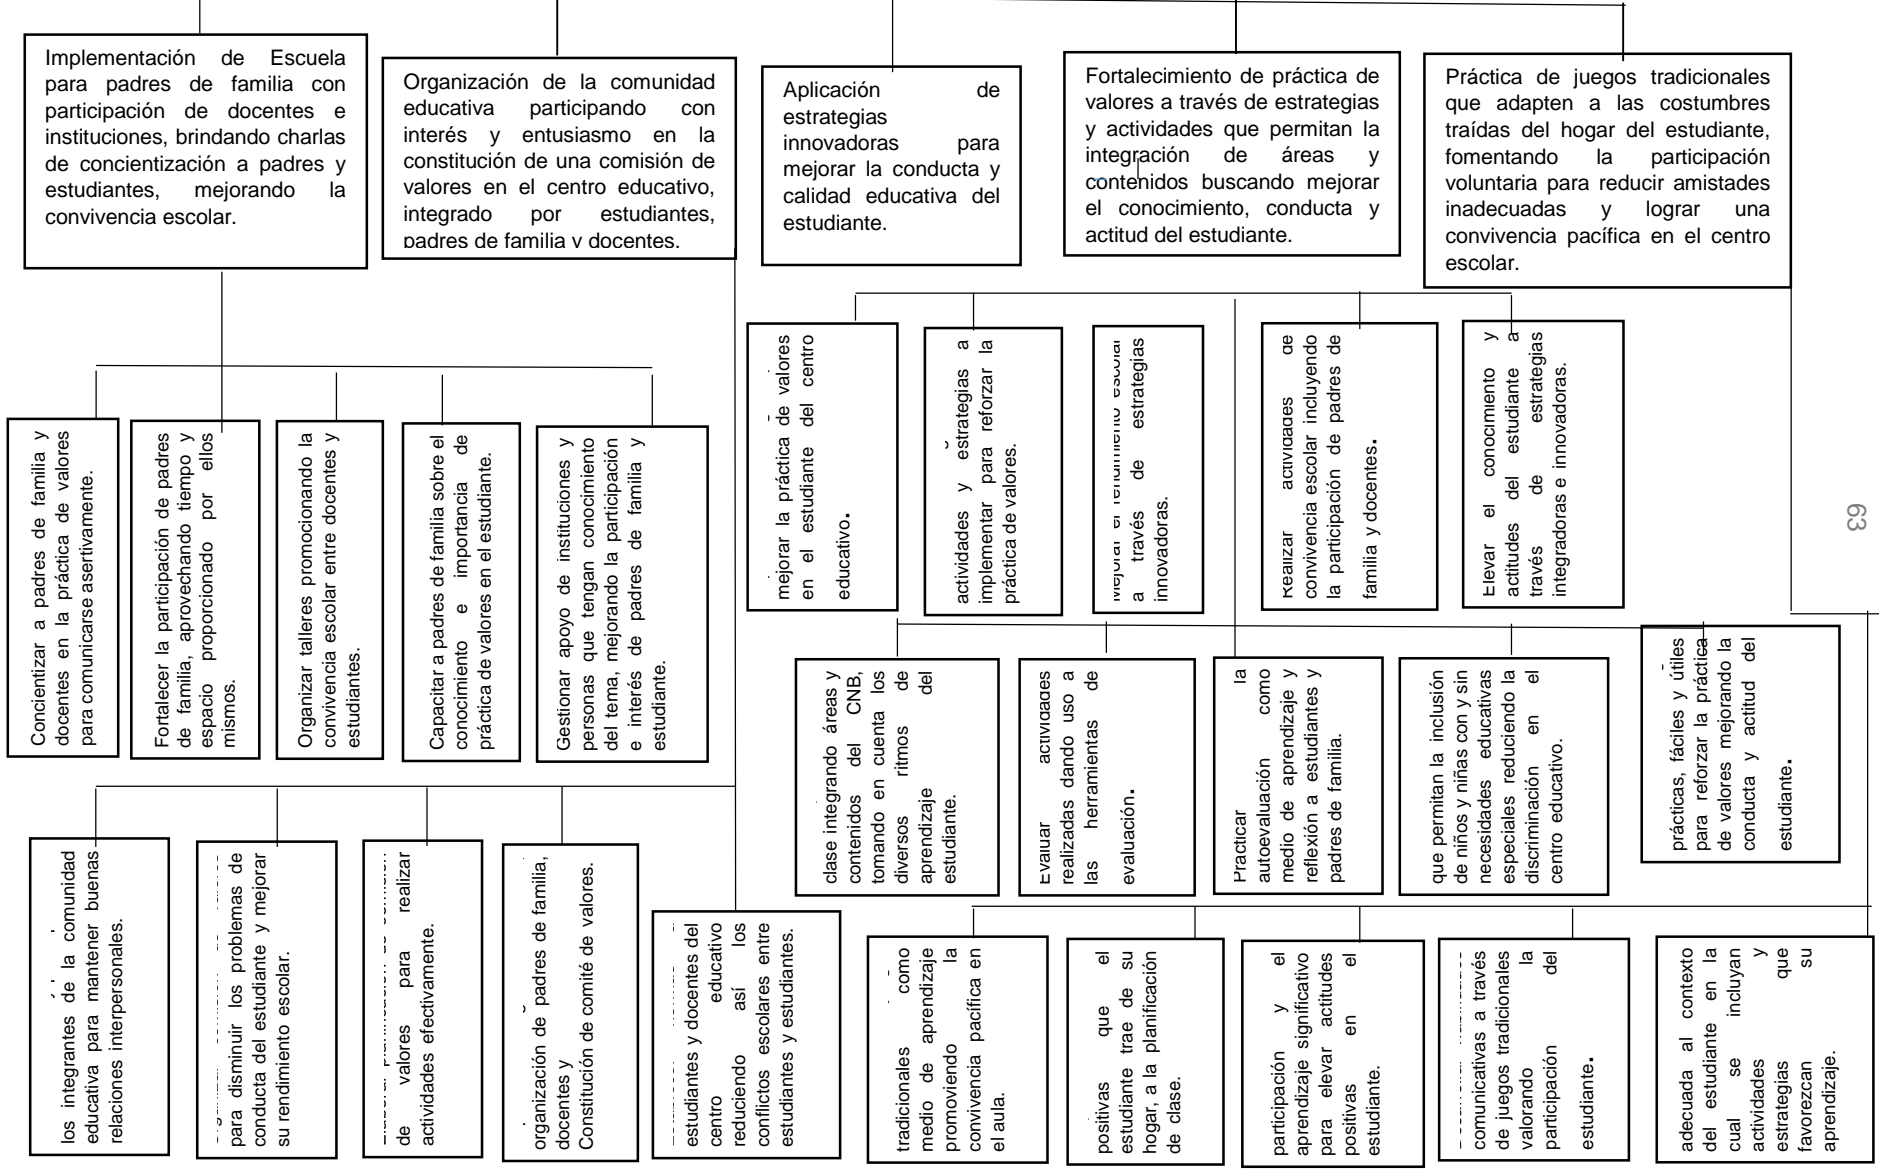 Implementación de Escuela
para padres de familia con
participación de docentes e
instituciones, brindando charlas
de concientización a padres y
estudiantes, mejorando la
convivencia escolar.
Organización de la comunidad
educativa participando con
interés y entusiasmo en la
constitución de una comisión de
valores en el centro educativo,
integrado por estudiantes,
padres de familia y docentes.
Aplicación de
estrategias
innovadoras para
mejorar la conducta y
calidad educativa del
estudiante.
Fortalecimiento de práctica de
valores a través de estrategias
y actividades que permitan la
integración de áreas y
contenidos buscando mejorar
el conocimiento, conducta y
actitud del estudiante.
Práctica de juegos tradicionales
que adapten a las costumbres
traídas del hogar del estudiante,
fomentando la participación
voluntaria para reducir amistades
inadecuadas y lograr una
convivencia pacífica en el centro
escolar.
mejorar la práctica de valores
en el estudiante del centro
educativo.
actividades y estrategias a
implementar para reforzar la
práctica de valores.
Mejorar el rendimiento escolar
a través de estrategias
innovadoras.
Realizar actividades de
convivencia escolar incluyendo
la participación de padres de
familia y docentes.
Elevar el conocimiento y
actitudes del estudiante a
través de estrategias
integradoras e innovadoras.
63
Concientizar a padres de familia y
docentes en la práctica de valores
para comunicarse asertivamente.
Fortalecer la participación de padres
de familia, aprovechando tiempo y
espacio proporcionado por ellos
mismos.
Organizar talleres promocionando la
convivencia escolar entre docentes y
estudiantes.
Capacitar a padres de familia sobre el
conocimiento e importancia de
práctica de valores en el estudiante.
Gestionar apoyo de instituciones y
personas que tengan conocimiento
del tema, mejorando la participación
e interés de padres de familia y
estudiante.
clase integrando áreas y
contenidos del CNB,
tomando en cuenta los
diversos ritmos de
aprendizaje del
estudiante.
Evaluar actividades
realizadas dando uso a
las herramientas de
evaluación.
Practicar la
autoevaluación como
medio de aprendizaje y
reflexión a estudiantes y
padres de familia.
que permitan la inclusión
de niños y niñas con y sin
necesidades educativas
especiales reduciendo la
discriminación en el
centro educativo.
prácticas, fáciles y útiles
para reforzar la práctica
de valores mejorando la
conducta y actitud del
estudiante.
los integrantes de la comunidad
educativa para mantener buenas
relaciones interpersonales.
para disminuir los problemas de
conducta del estudiante y mejorar
su rendimiento escolar.
de valores para realizar
actividades efectivamente.
organización de padres de familia,
docentes y
Constitución de comité de valores.
estudiantes y docentes del
centro educativo
reduciendo así los
conflictos escolares entre
estudiantes y estudiantes.
tradicionales como
medio de aprendizaje
promoviendo la
convivencia pacífica en
el aula.
positivas que el
estudiante trae de su
hogar, a la planificación
de clase.
participación y el
aprendizaje significativo
para elevar actitudes
positivas en el
estudiante.
comunicativas a través
de juegos tradicionales
valorando la
participación del
estudiante.
adecuada al contexto
del estudiante en la
cual se incluyan
actividades y
estrategias que
favorezcan su
aprendizaje.